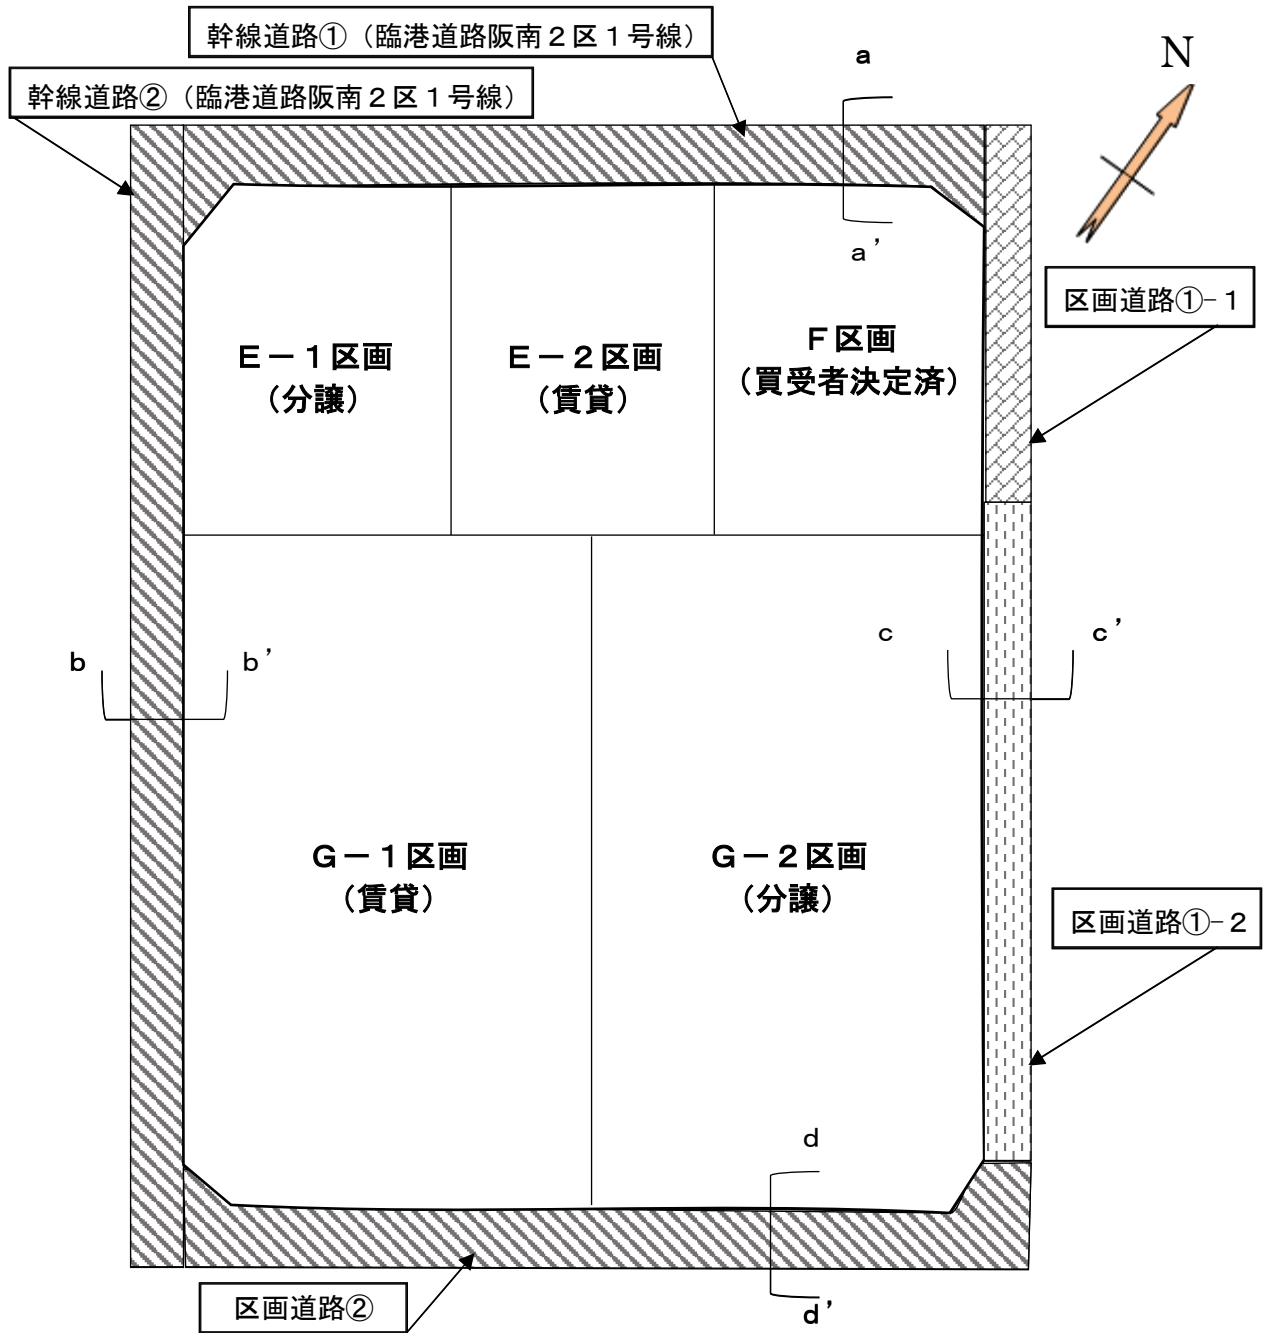 幹線道路①（臨港道路阪南２区１号線）
a
N
幹線道路②（臨港道路阪南２区１号線）
a’
区画道路①-１
Ｅ－１区画
（分譲）
Ｅ－２区画
（賃貸）
Ｆ区画
（買受者決定済）
b
b’
c
c’
Ｇ－１区画
（賃貸）
Ｇ－２区画
（分譲）
区画道路①-２
d
d’
区画道路②